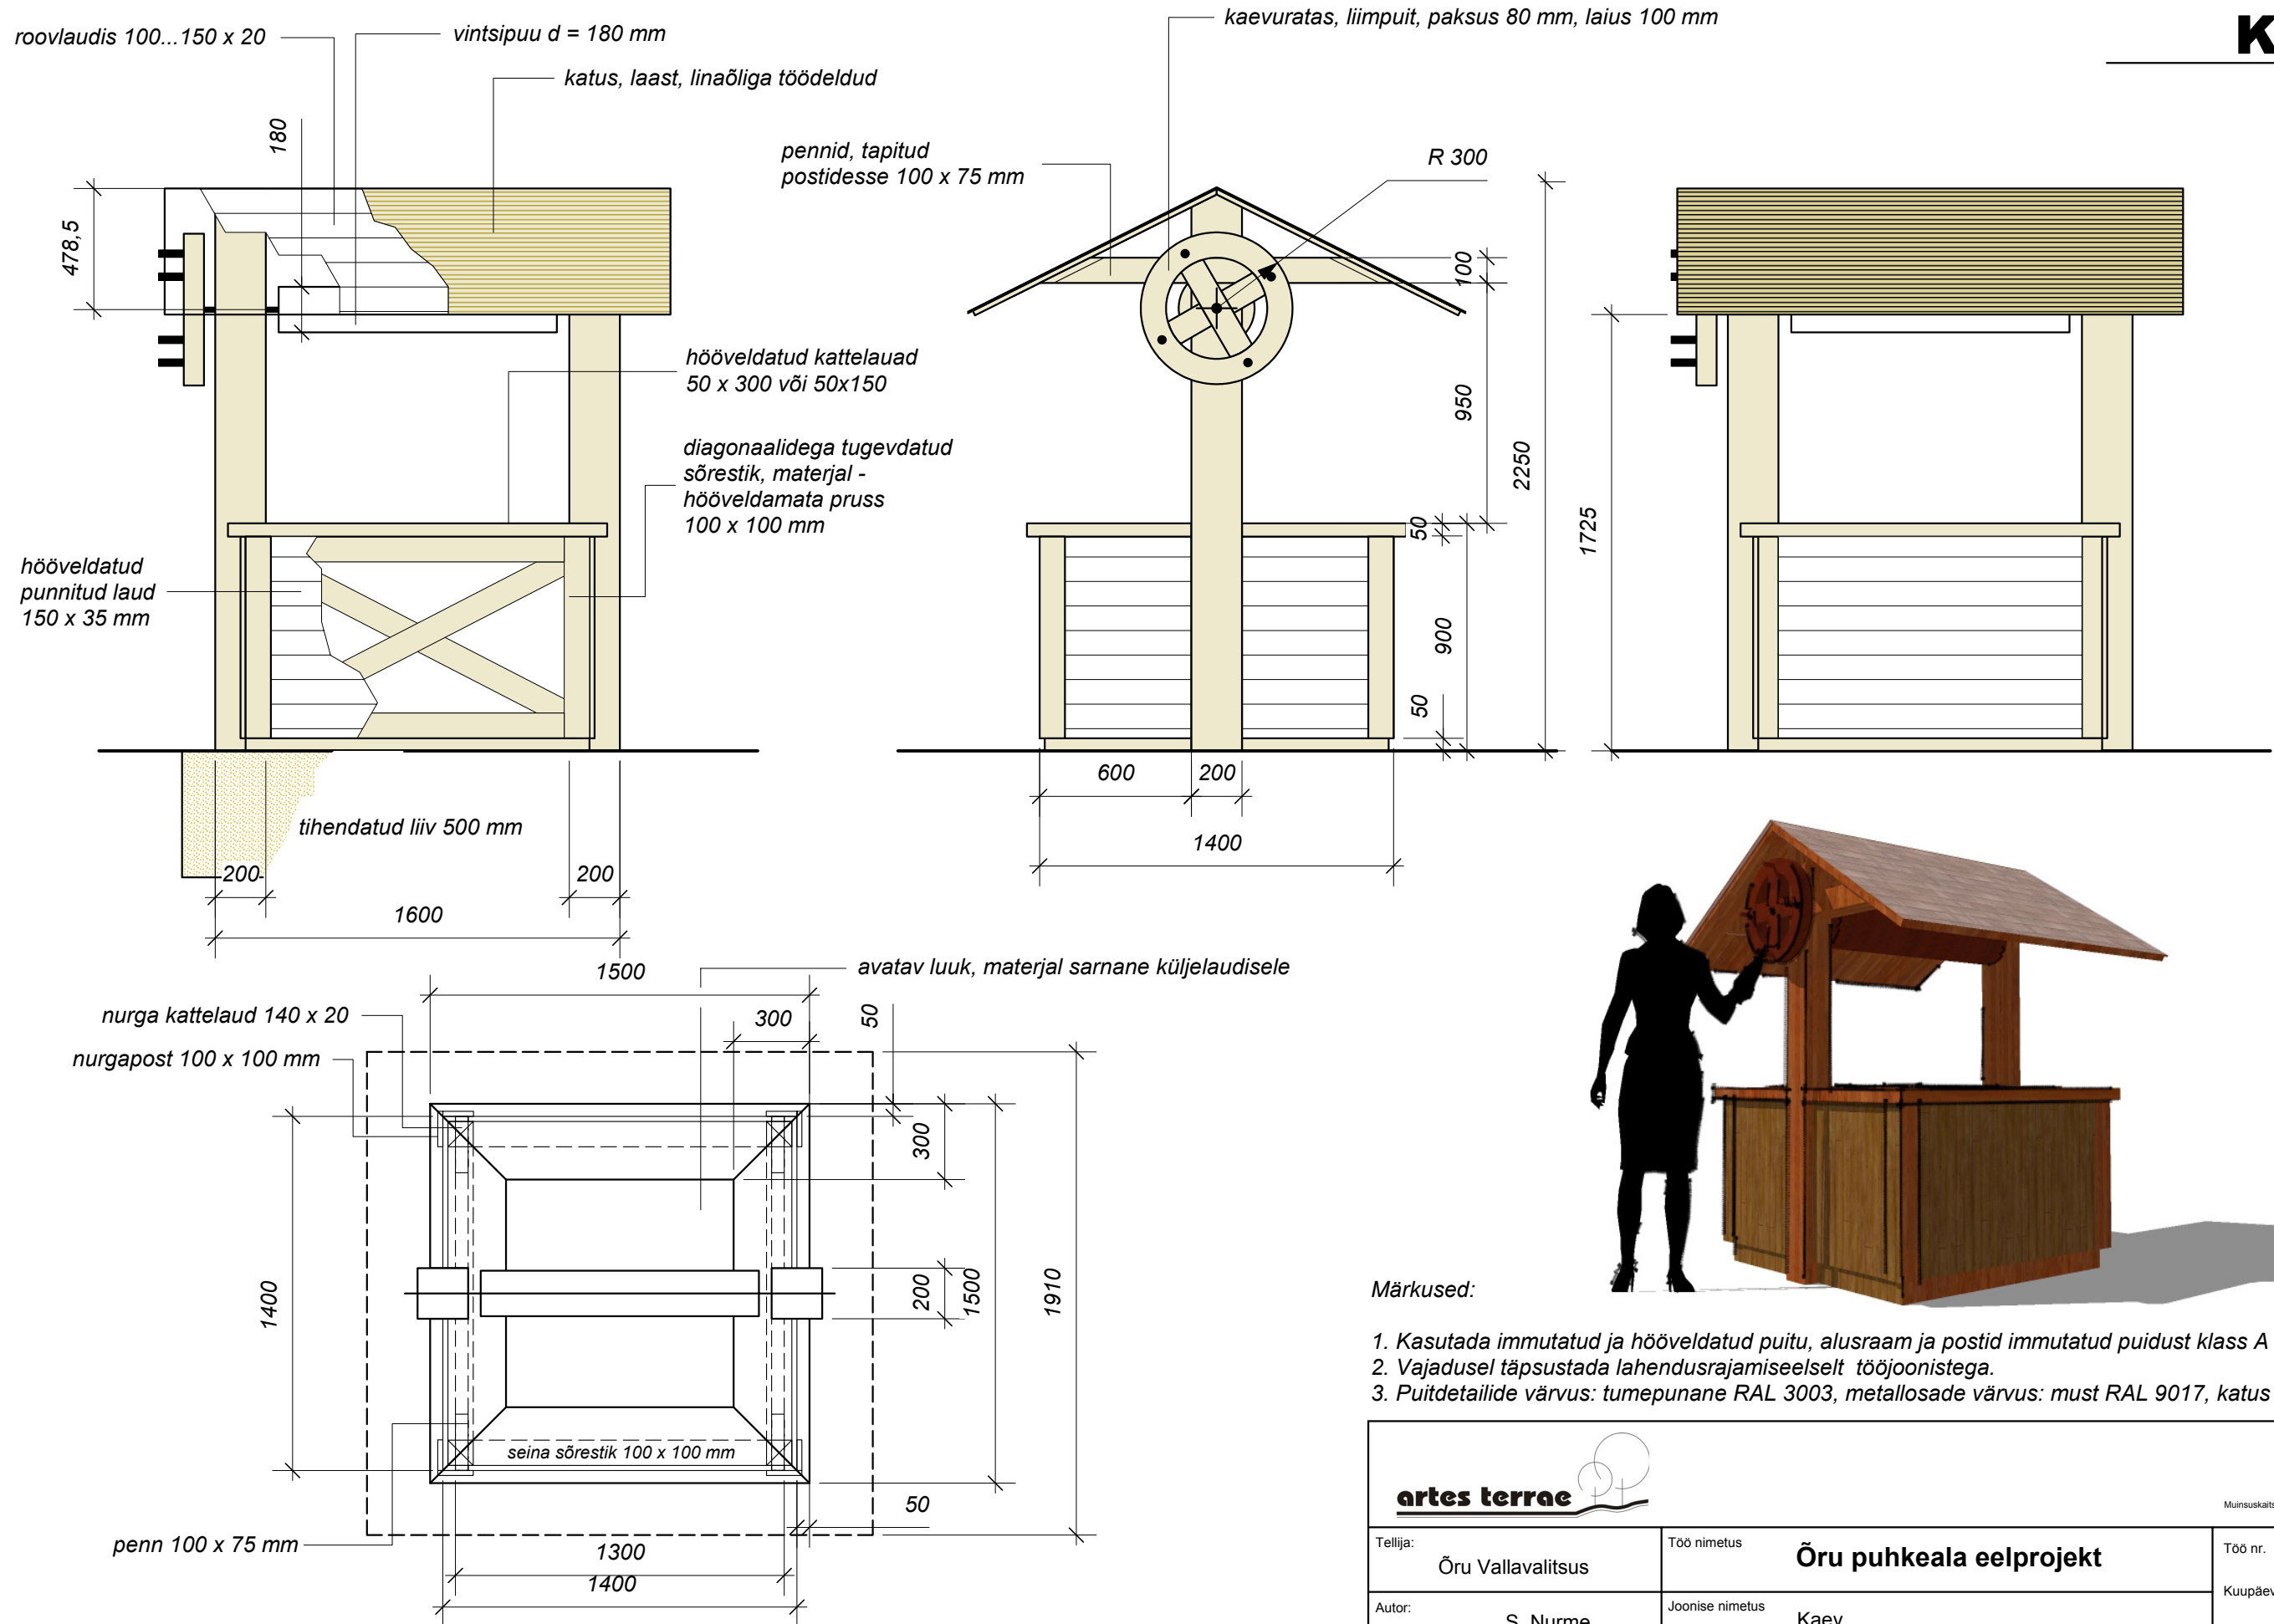 K
roovlaudis 100...150 x 20
vintsipuu d = 180 mm
katus, laast, linaõliga töödeldud
180
478,5
hööveldatud kattelauad
50 x 300 või 50x150
diagonaalidega tugevdatud
sõrestik, materjal -
hööveldamata pruss
100 x 100 mm
hööveldatud
punnitud laud
150 x 35 mm
tihendatud liiv 500 mm
200
200
1600
kaevuratas, liimpuit, paksus 80 mm, laius 100 mm
pennid, tapitud
postidesse 100 x 75 mm
R 300
100
950
2250
50
900
50
600
200
1400
1725
1500
avatav luuk, materjal sarnane küljelaudisele
nurga kattelaud 140 x 20
nurgapost 100 x 100 mm
300
50
300
1400
200
1500
1910
seina sõrestik 100 x 100 mm
50
penn 100 x 75 mm
1300
1400
Märkused:
1. Kasutada immutatud ja hööveldatud puitu, alusraam ja postid immutatud puidust klass A
2. Vajadusel täpsustada lahendusrajamiseelselt tööjoonistega.
3. Puitdetailide värvus: tumepunane RAL 3003, metallosade värvus: must RAL 9017, katus
artes terrae
Muinsuskaits
Tellija:
Õru Vallavalitsus
Töö nimetus
Õru puhkeala eelprojekt
Töö nr.
Kuupäev
Autor:
S. Nurme
Joonise nimetus
Kaev